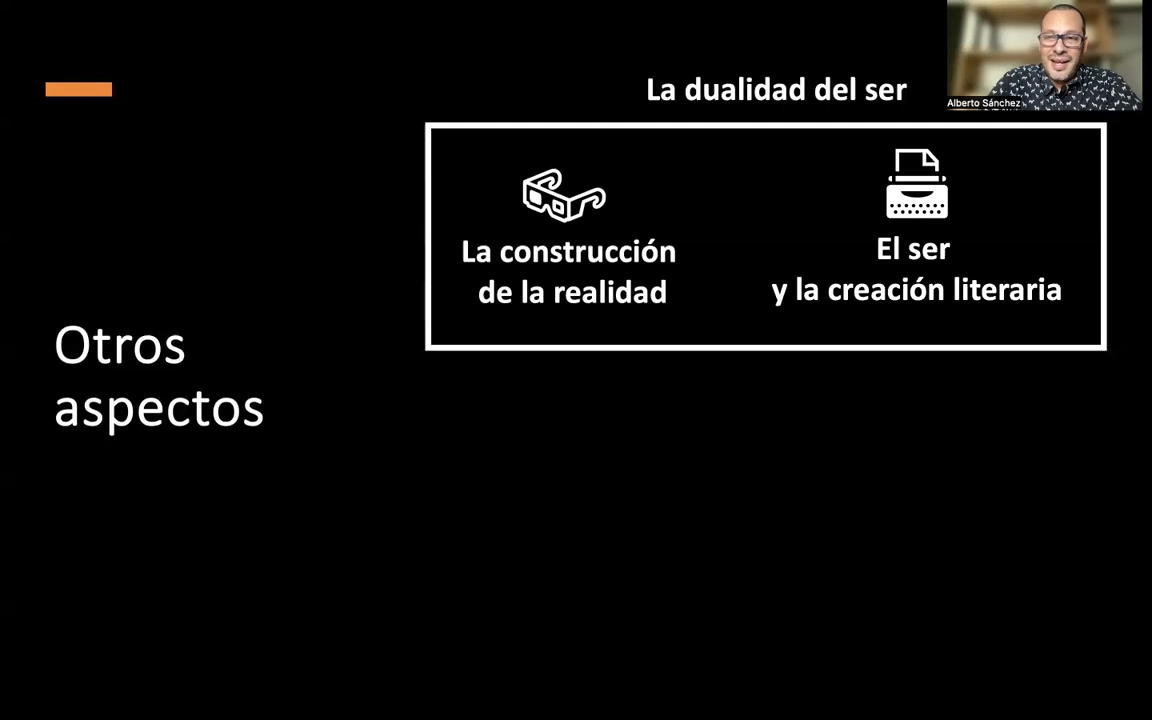 La dualidad del ser
Alberto Sánchez
La construcción
de la realidad
El ser
y la creación literaria
Otros
aspectos